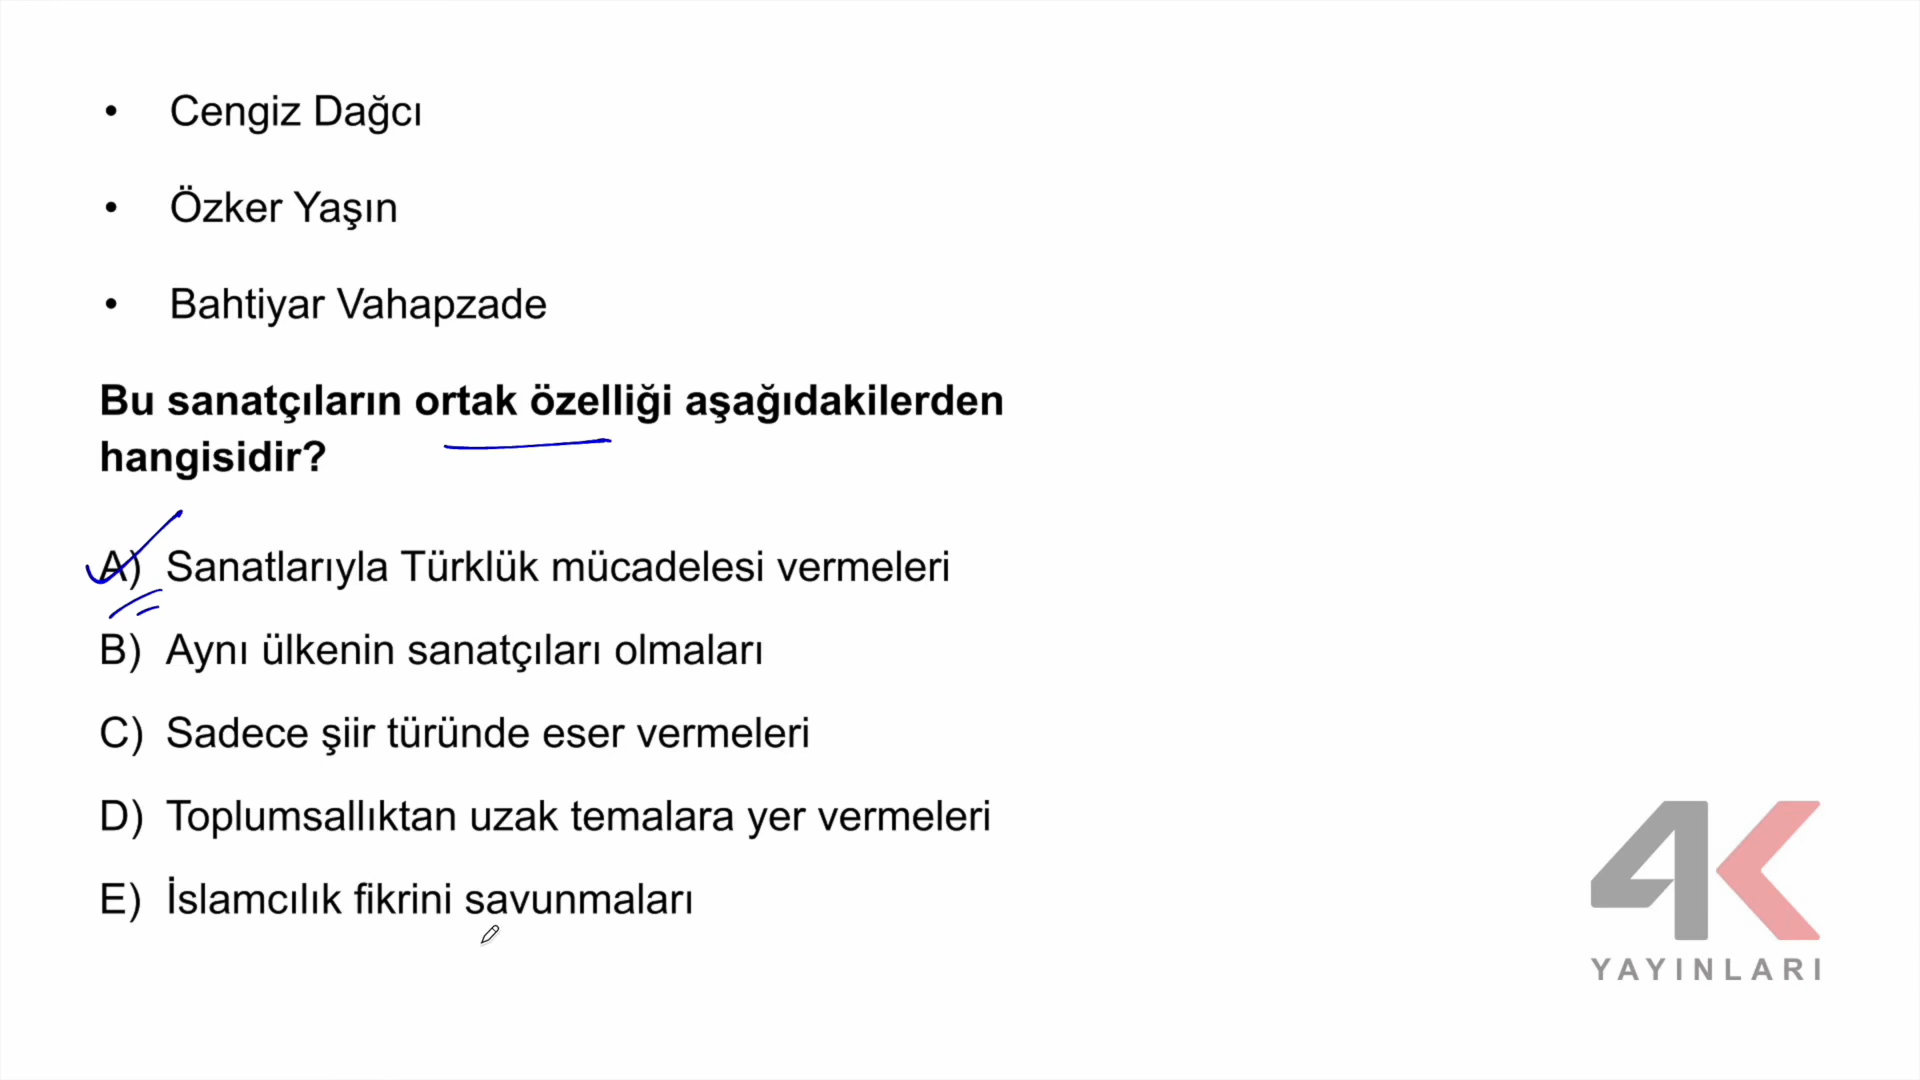 • Cengiz Dağcı
• Özker Yaşın
• Bahtiyar Vahapzade
Bu sanatçıların ortak özelliği aşağıdakilerden
hangisidir?
A) Sanatlarıyla Türklük mücadelesi vermeleri
B) Aynı ülkenin sanatçıları olmaları
C) Sadece şiir türünde eser vermeleri
D) Toplumsallıktan uzak temalara yer vermeleri
E) İslamcılık fikrini savunmaları
4K
YAYINLARI